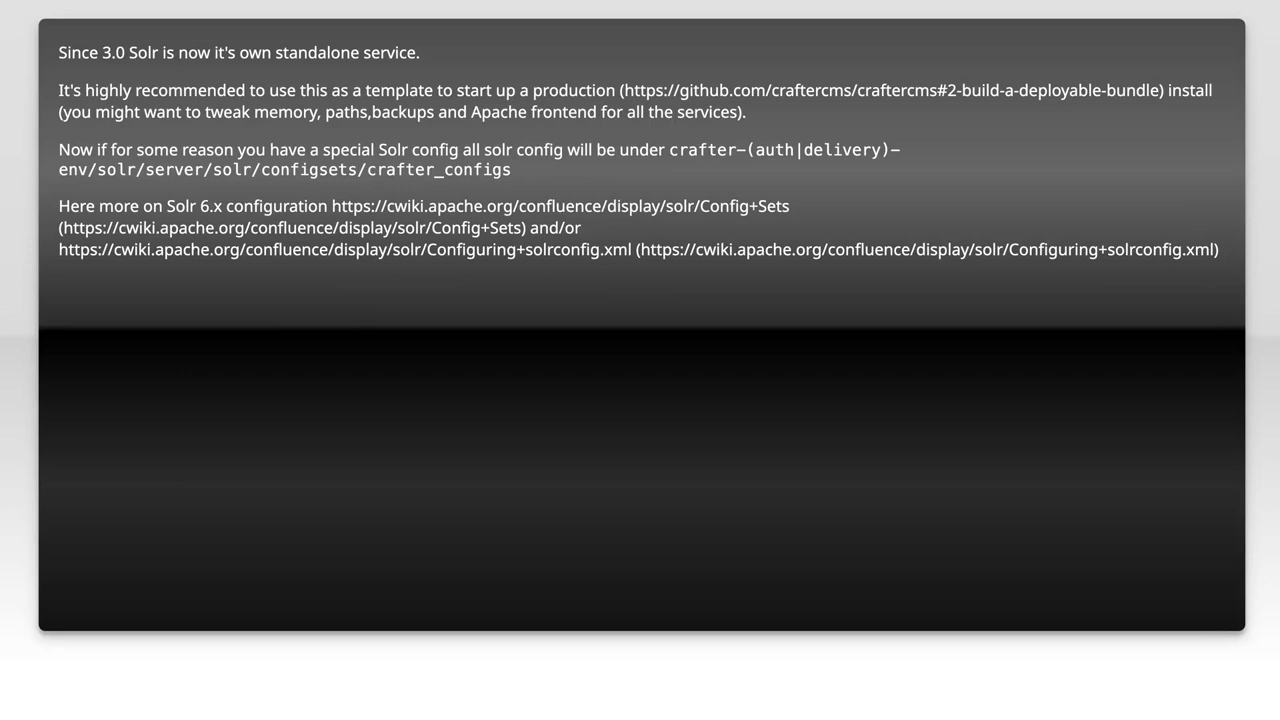 Since 3.0 Solr is now it's own standalone service.
It's highly recommended to use this as a template to start up a production (https://github.com/craftercms/craftercms#2-build-a-deployable-bundle) install
(you might want to tweak memory, paths,backups and Apache frontend for all the services).
Now if for some reason you have a special Solr config all solr config will be under crafter-(auth|delivery)-
env/solr/server/solr/configsets/crafter_configs
Here more on Solr 6.x configuration https://cwiki.apache.org/confluence/display/solr/Config+Sets
(https://cwiki.apache.org/confluence/display/solr/Config+Sets) and/or
https://cwiki.apache.org/confluence/display/solr/Configuring+solrconfig.xml (https://cwiki.apache.org/confluence/display/solr/Configuring+solrconfig.xml)